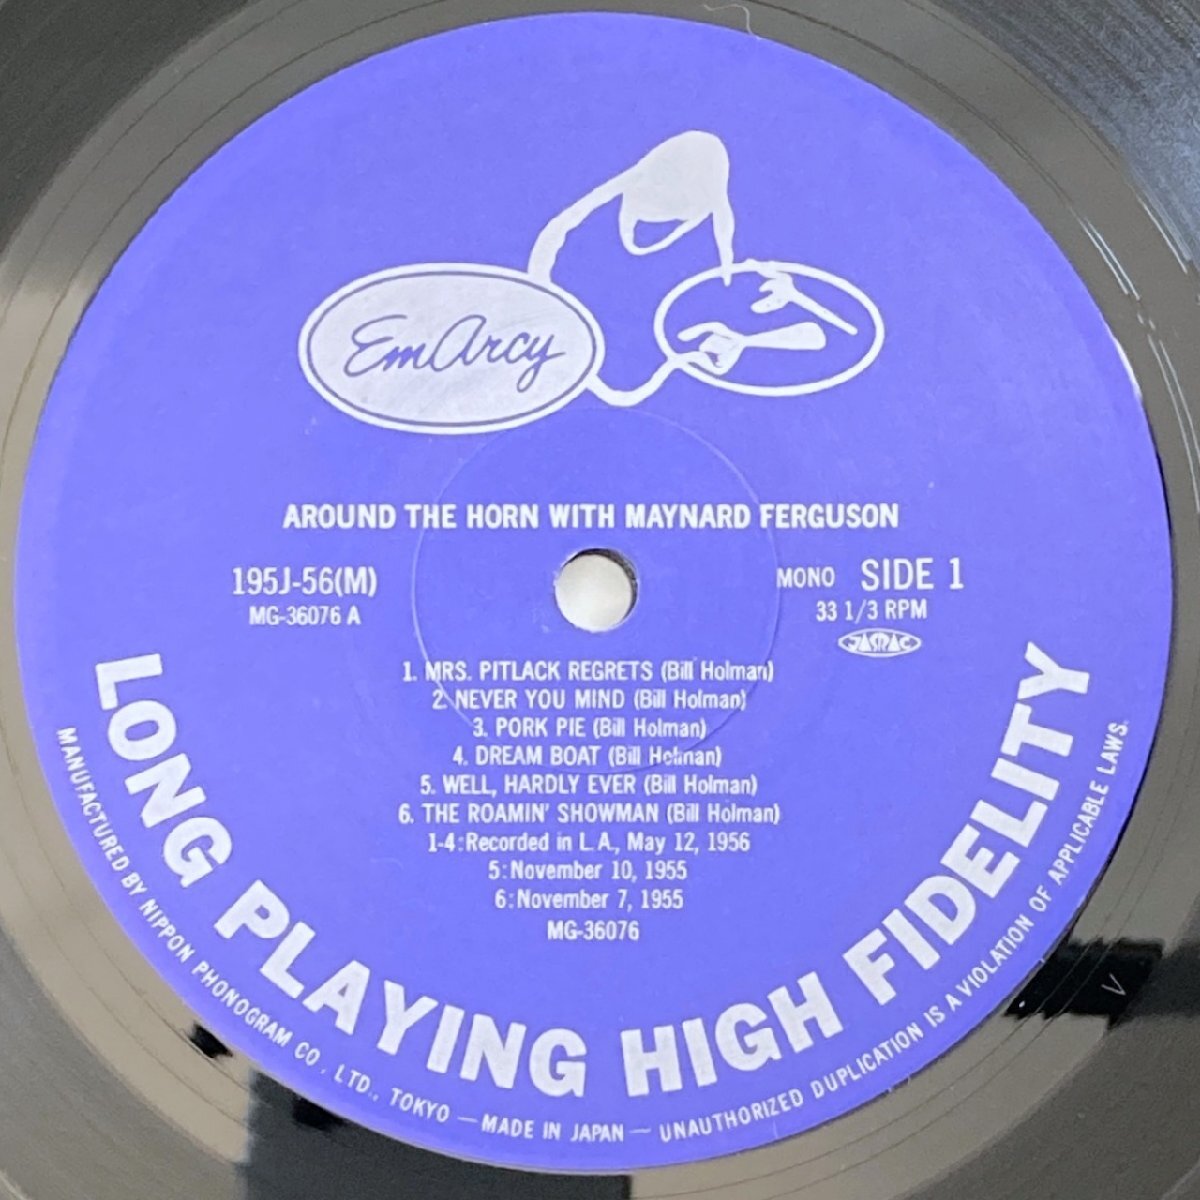 EmArcy
AROUND THE HORN WITH MAYNARD FERGUSON
195J-56(M)
MG-36076 A
MONO SIDE 1
33 1/3 RPM
JASRAC
1. MRS. PITLACK REGRETS (Bill Holman)
2. NEVER YOU MIND (Bill Holman)
3. PORK PIE (Bill Holman)
4. DREAM BOAT (Bill Holman)
5. WELL, HARDLY EVER (Bill Holman)
6. THE ROAMIN' SHOWMAN (Bill Holman)
1-4: Recorded in L.A., May 12, 1956
5: November 10, 1955
6: November 7, 1955
MG-36076
LONG PLAYING HIGH FIDELITY
MANUFACTURED BY NIPPON PHONOGRAM CO., LTD., TOKYO — MADE IN JAPAN — UNAUTHORIZED DUPLICATION IS A VIOLATION OF APPLICABLE LAWS.